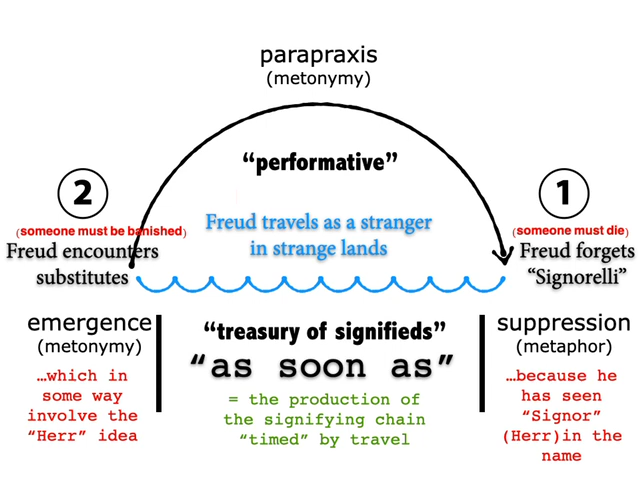 parapraxis
(metonymy)
“performative”
2
(someone must be banished)
Freud encounters
substitutes
Freud travels as a stranger
in strange lands
1
(someone must die)
Freud forgets
“Signorelli”
emergence
(metonymy)
…which in
some way
involve the
“Herr” idea
“treasury of signifieds”
“as soon as”
= the production of
the signifying chain
“timed” by travel
suppression
(metaphor)
…because he
has seen
“Signor”
(Herr)in the
name